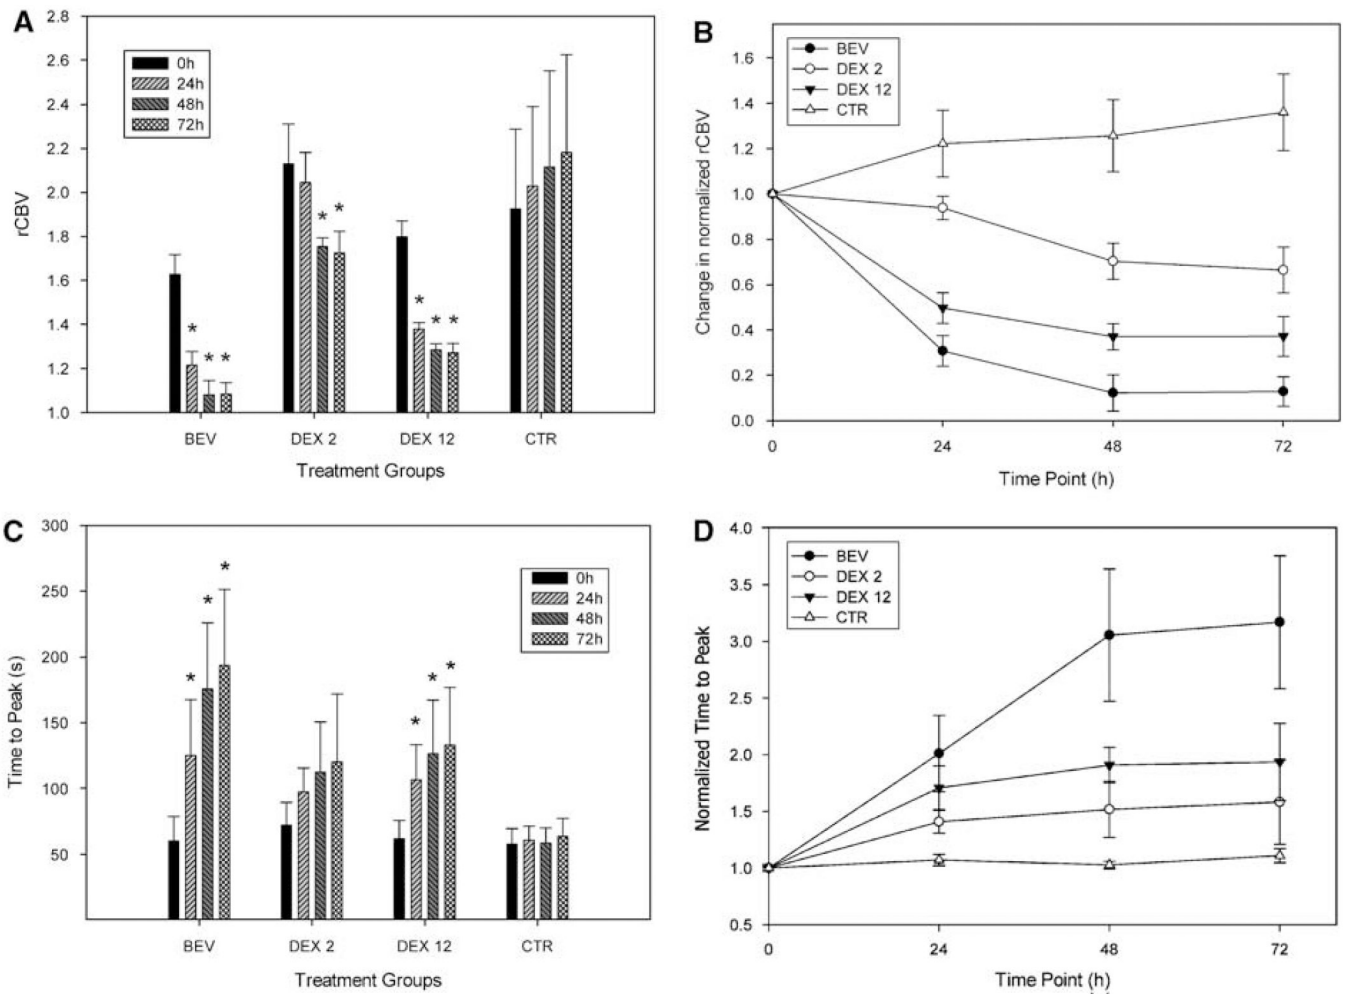 A
2.8
2.6
2.4
2.2
2.0
1.8
1.6
1.4
1.2
1.0
rCBV
0h
24h
48h
72h
*
* *
* *
*
* *
BEV
DEX 2
DEX 12
CTR
Treatment Groups
B
1.6
1.4
1.2
1.0
0.8
0.6
0.4
0.2
0.0
Change in normalized rCBV
BEV
DEX 2
DEX 12
CTR
0
24
48
72
Time Point (h)
C
300
250
200
150
100
50
Time to Peak (s)
0h
24h
48h
72h
*
*
*
*
*
*
BEV
DEX 2
DEX 12
CTR
Treatment Groups
D
4.0
3.5
3.0
2.5
2.0
1.5
1.0
0.5
Normalized Time to Peak
BEV
DEX 2
DEX 12
CTR
0
24
48
72
Time Point (h)